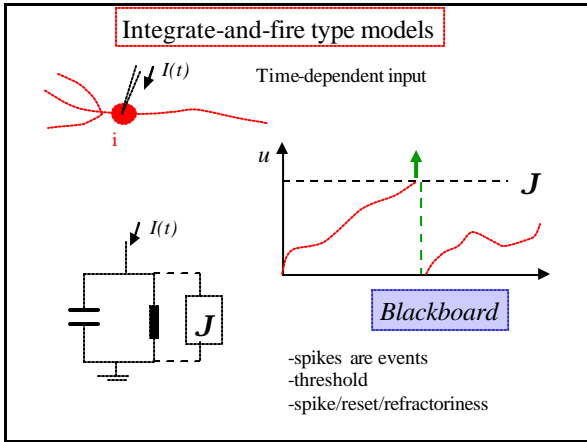 Integrate-and-fire type models
I(t)
Time-dependent input
i
u
J
I(t)
J
Blackboard
-spikes are events
-threshold
-spike/reset/refractoriness